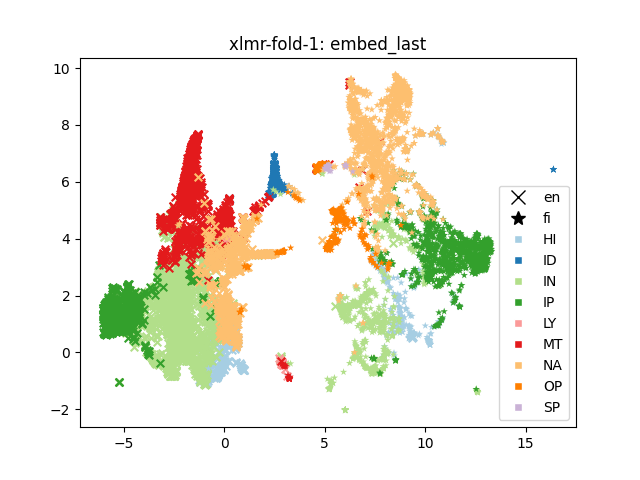 xlmr-fold-1: embed_last
10
8
6
4
2
0
−2
−5
0
5
10
15
en
fi
HI
ID
IN
IP
LY
MT
NA
OP
SP